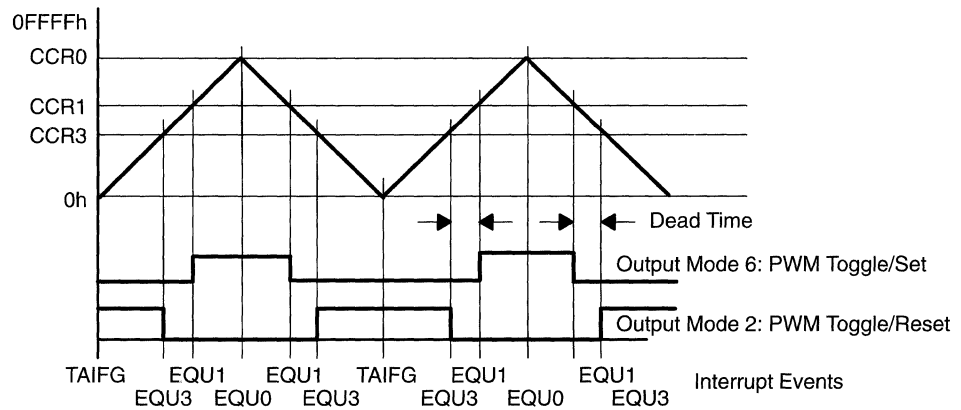 0FFFFh
CCR0
CCR1
CCR3
0h
Dead Time
Output Mode 6: PWM Toggle/Set
Output Mode 2: PWM Toggle/Reset
TAIFG EQU1 EQU1 TAIFG EQU1 EQU1
EQU3 EQU0 EQU3 EQU3 EQU0 EQU3
Interrupt Events